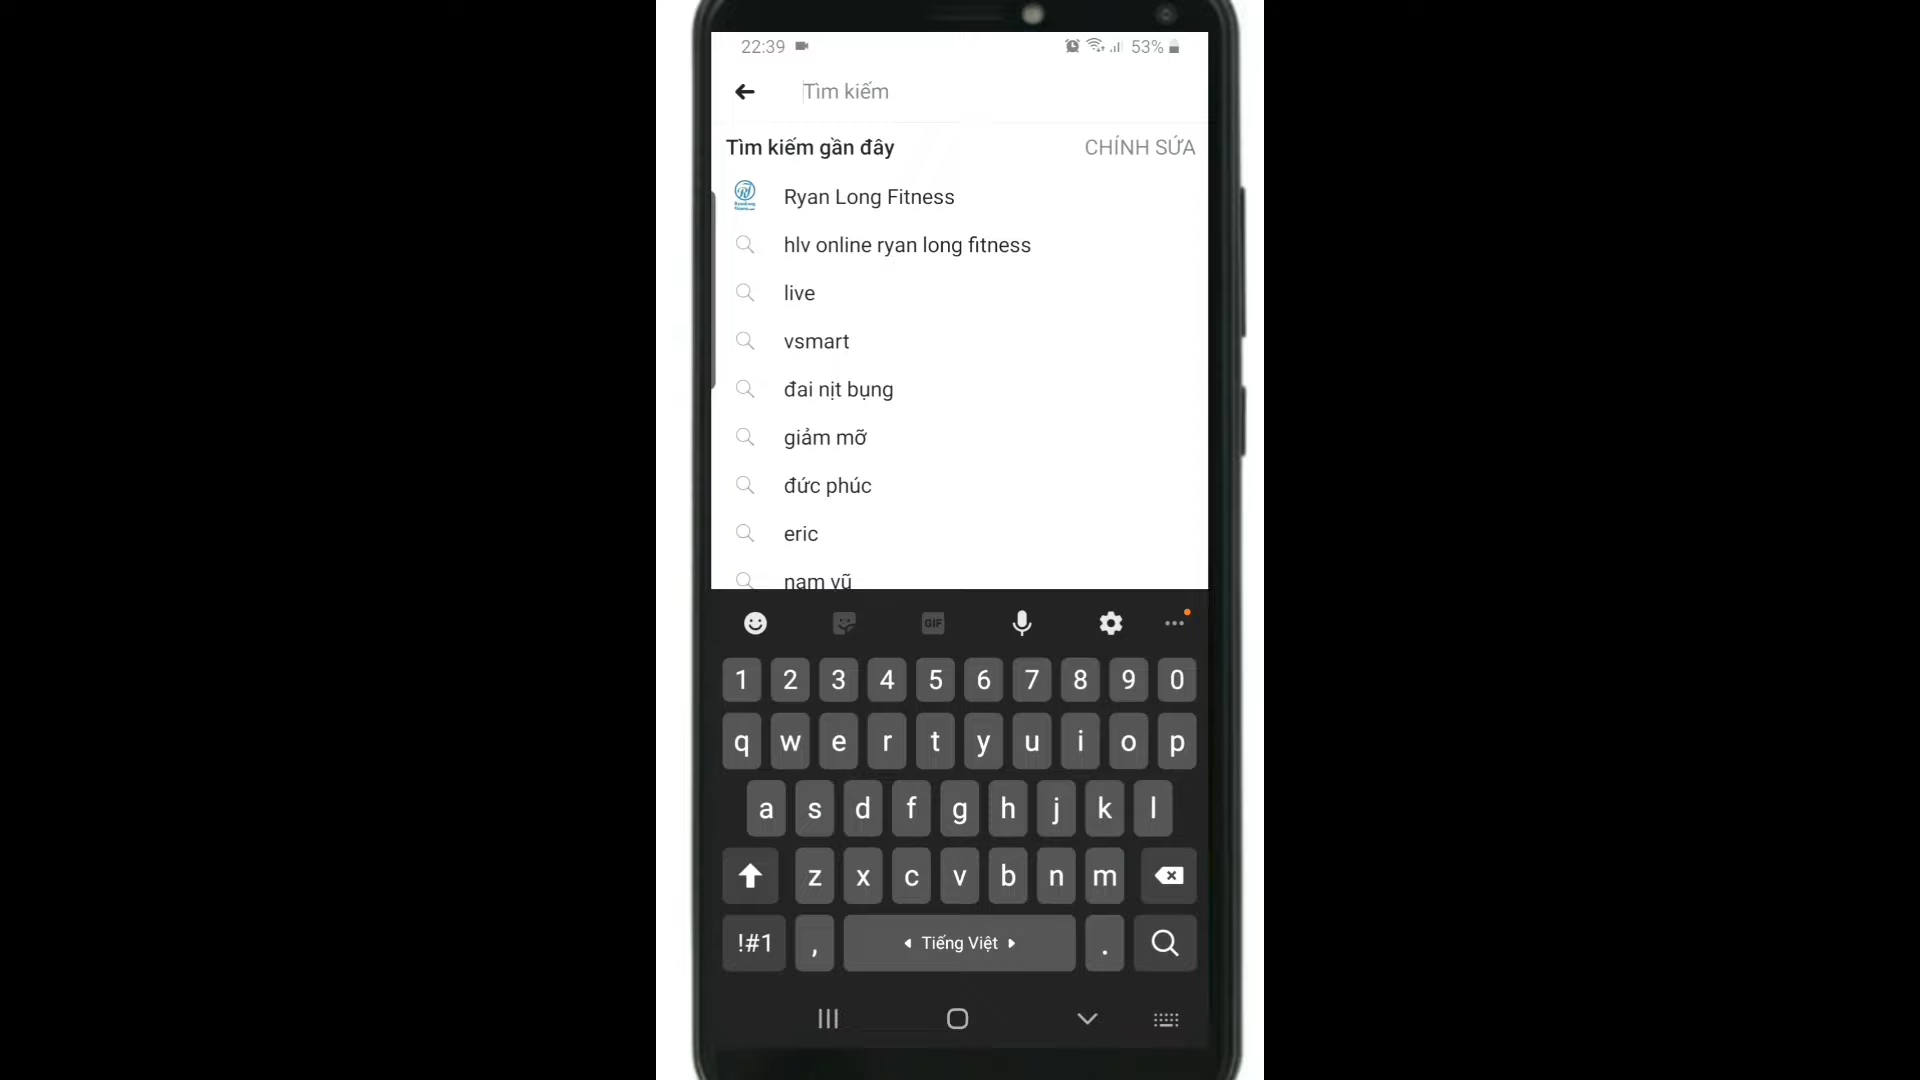 22:39 53%
Tìm kiếm
Tìm kiếm gần đây CHỈNH SỬA
Ryan Long Fitness
hlv online ryan long fitness
live
vsmart
đai nịt bụng
giảm mỡ
đức phúc
eric
nam vũ
GIF
1 2 3 4 5 6 7 8 9 0
q w e r t y u i o p
a s d f g h j k l
z x c v b n m
!#1 , Tiếng Việt .